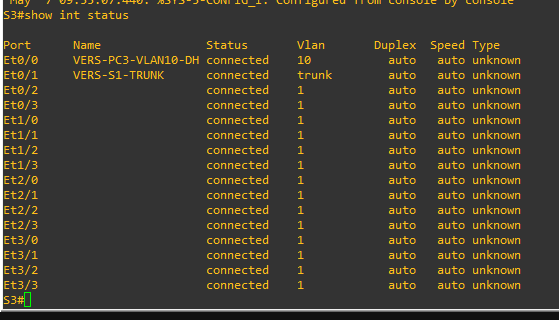 May  7 09:55:07.440: %SYS-5-CONFIG_I: Configured from console by console
S3#show int status
Port      Name               Status       Vlan       Duplex  Speed Type
Et0/0     VERS-PC3-VLAN10-DH connected    10           auto   auto unknown
Et0/1     VERS-S1-TRUNK      connected    trunk        auto   auto unknown
Et0/2                        connected    1            auto   auto unknown
Et0/3                        connected    1            auto   auto unknown
Et1/0                        connected    1            auto   auto unknown
Et1/1                        connected    1            auto   auto unknown
Et1/2                        connected    1            auto   auto unknown
Et1/3                        connected    1            auto   auto unknown
Et2/0                        connected    1            auto   auto unknown
Et2/1                        connected    1            auto   auto unknown
Et2/2                        connected    1            auto   auto unknown
Et2/3                        connected    1            auto   auto unknown
Et3/0                        connected    1            auto   auto unknown
Et3/1                        connected    1            auto   auto unknown
Et3/2                        connected    1            auto   auto unknown
Et3/3                        connected    1            auto   auto unknown
S3#